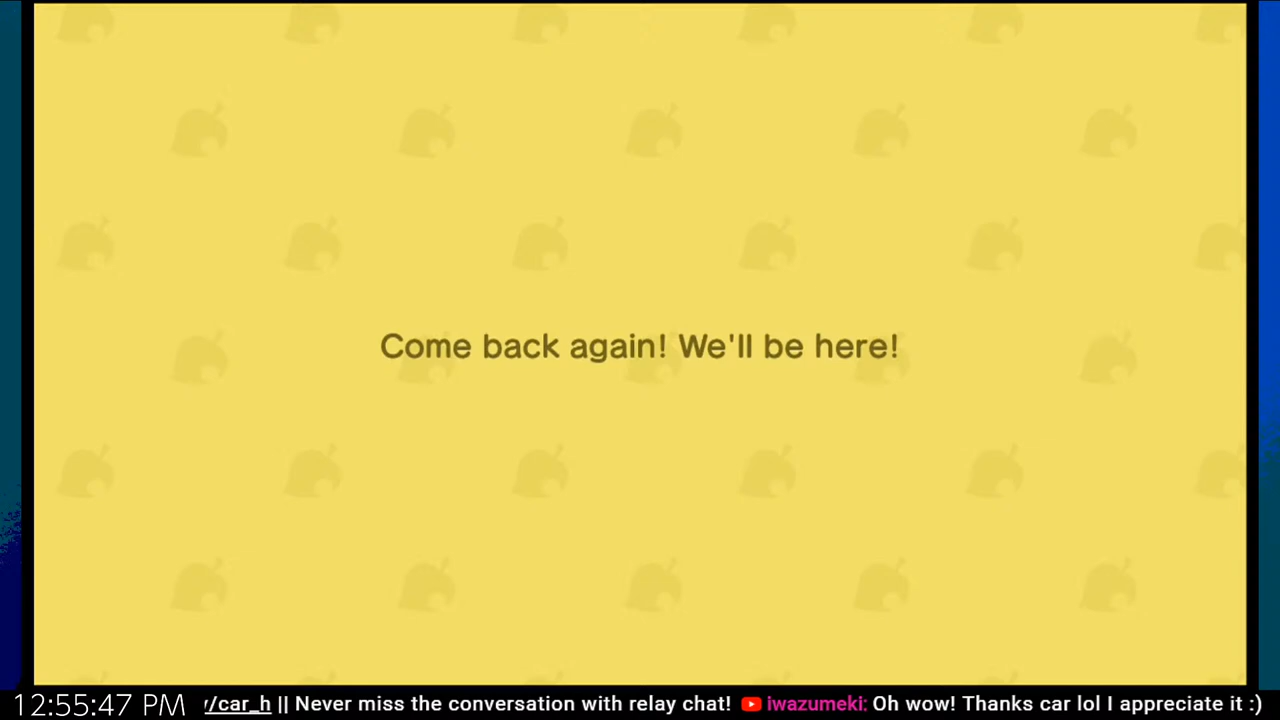 Come back again! We'll be here!
12:55:47 PM /car_h || Never miss the conversation with relay chat! iwazumeki: Oh wow! Thanks car lol I appreciate it :)